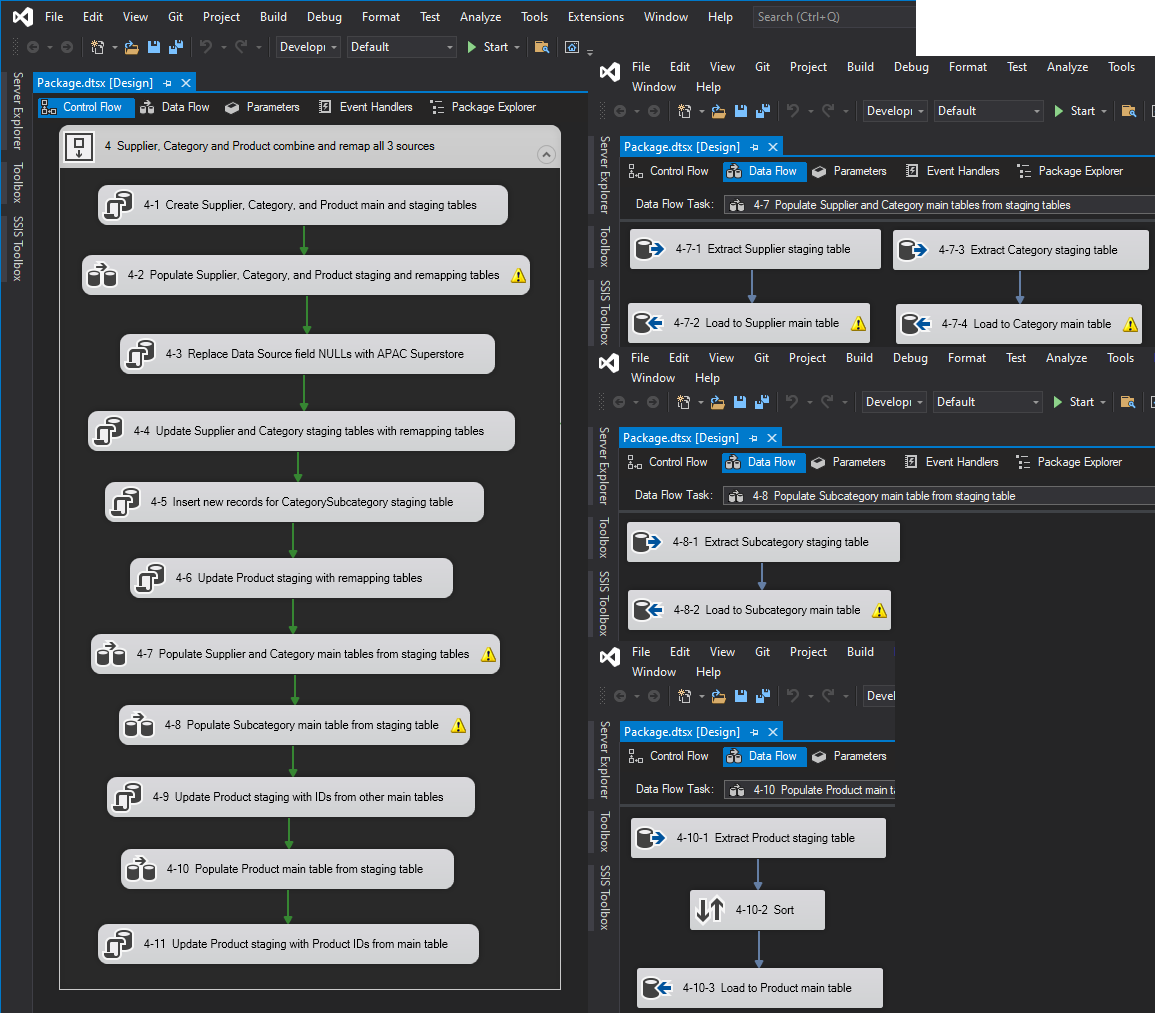 File Edit View Git Project Build Debug Format Test Analyze Tools Extensions Window Help Search (Ctrl+Q)
Developi Default Start
Package.dtsx [Design]
Control Flow Data Flow Parameters Event Handlers Package Explorer
Server Explorer
Toolbox
SSIS Toolbox
4 Supplier, Category and Product combine and remap all 3 sources
4-1 Create Supplier, Category, and Product main and staging tables
4-2 Populate Supplier, Category, and Product staging and remapping tables
4-3 Replace Data Source field NULLs with APAC Superstore
4-4 Update Supplier and Category staging tables with remapping tables
4-5 Insert new records for CategorySubcategory staging table
4-6 Update Product staging with remapping tables
4-7 Populate Supplier and Category main tables from staging tables
4-8 Populate Subcategory main table from staging table
4-9 Update Product staging with IDs from other main tables
4-10 Populate Product main table from staging table
4-11 Update Product staging with Product IDs from main table
File Edit View Git Project Build Debug Format Test Analyze Tools
Window Help
Developi Default Start
Package.dtsx [Design]
Control Flow Data Flow Parameters Event Handlers Package Explorer
Server Explorer
Toolbox
SSIS Toolbox
Data Flow Task: 4-7 Populate Supplier and Category main tables from staging tables
4-7-1 Extract Supplier staging table
4-7-3 Extract Category staging table
4-7-2 Load to Supplier main table
4-7-4 Load to Category main table
File Edit View Git Project Build Debug Format Test Analyze Tools
Window Help
Developi Default Start
Package.dtsx [Design]
Control Flow Data Flow Parameters Event Handlers Package Explorer
Server Explorer
Toolbox
SSIS Toolbox
Data Flow Task: 4-8 Populate Subcategory main table from staging table
4-8-1 Extract Subcategory staging table
4-8-2 Load to Subcategory main table
File Edit View Git Project Build
Window Help
Devel
Package.dtsx [Design]
Control Flow Data Flow Parameters
Server Explorer
Toolbox
SSIS Toolbox
Data Flow Task: 4-10 Populate Product main ta
4-10-1 Extract Product staging table
4-10-2 Sort
4-10-3 Load to Product main table